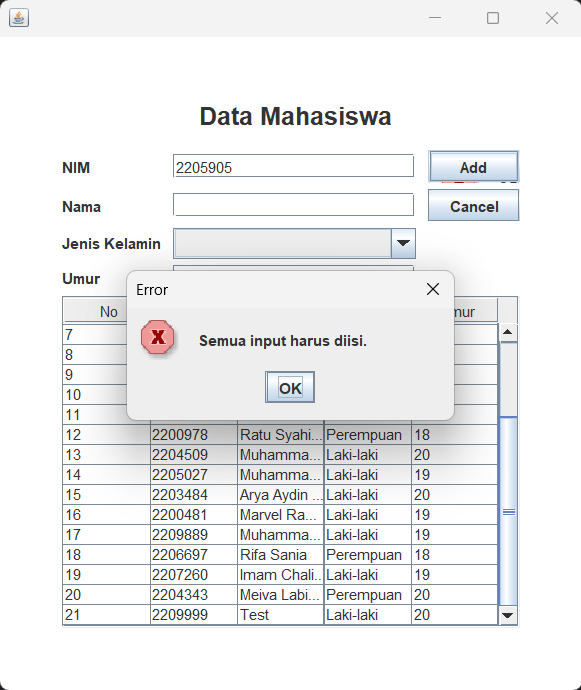 Data Mahasiswa
NIM 2205905 Add
Nama Cancel
Jenis Kelamin
Umur
Error
Semua input harus diisi.
OK
No
7
8
9
10
11
12 2200978 Ratu Syahi... Perempuan 18
13 2204509 Muhamma... Laki-laki 20
14 2205027 Muhamma... Laki-laki 19
15 2203484 Arya Aydin ... Laki-laki 20
16 2200481 Marvel Ra... Laki-laki 19
17 2209889 Muhamma... Laki-laki 19
18 2206697 Rifa Sania Perempuan 18
19 2207260 Imam Chali... Laki-laki 19
20 2204343 Meiva Labi... Perempuan 20
21 2209999 Test Laki-laki 20